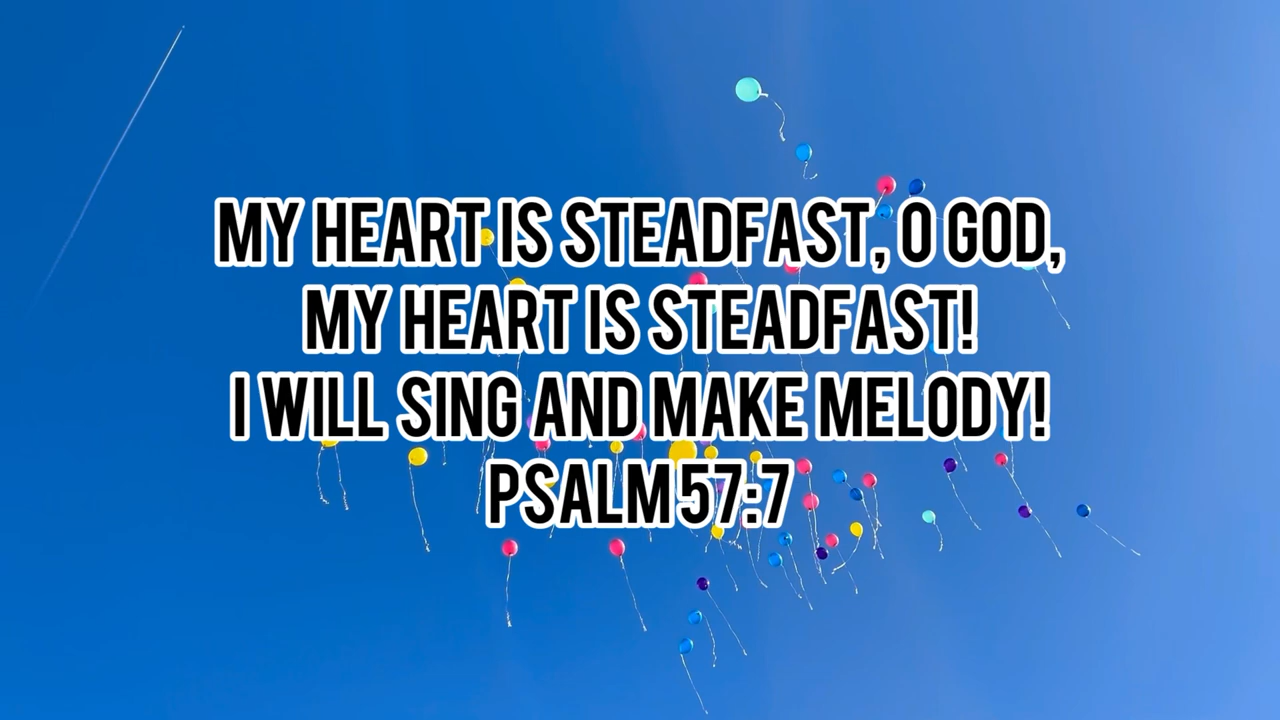 MY HEART IS STEADFAST, O GOD,
MY HEART IS STEADFAST!
I WILL SING AND MAKE MELODY!
PSALM 57:7